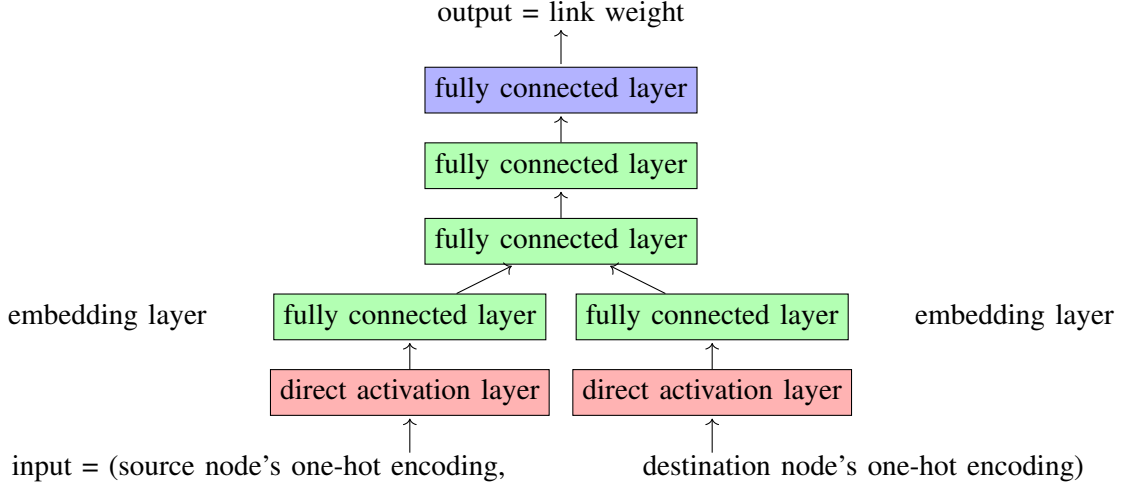 output = link weight
fully connected layer
fully connected layer
fully connected layer
embedding layer fully connected layer fully connected layer embedding layer
direct activation layer direct activation layer
input = (source node's one-hot encoding, destination node's one-hot encoding)